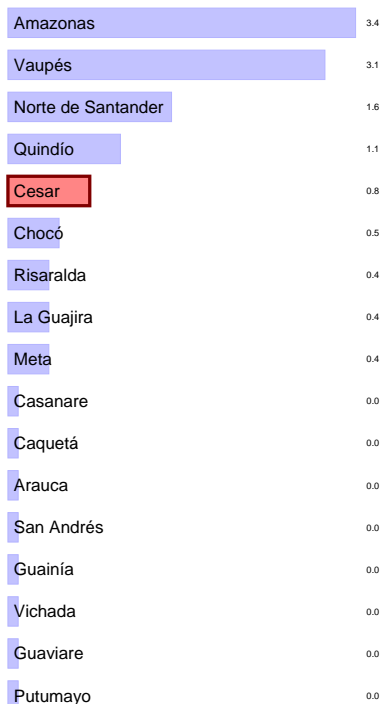 Amazonas 3.4
Vaupés 3.1
Norte de Santander 1.6
Quindío 1.1
Cesar 0.8
Chocó 0.5
Risaralda 0.4
La Guajira 0.4
Meta 0.4
Casanare 0.0
Caquetá 0.0
Arauca 0.0
San Andrés 0.0
Guainía 0.0
Vichada 0.0
Guaviare 0.0
Putumayo 0.0